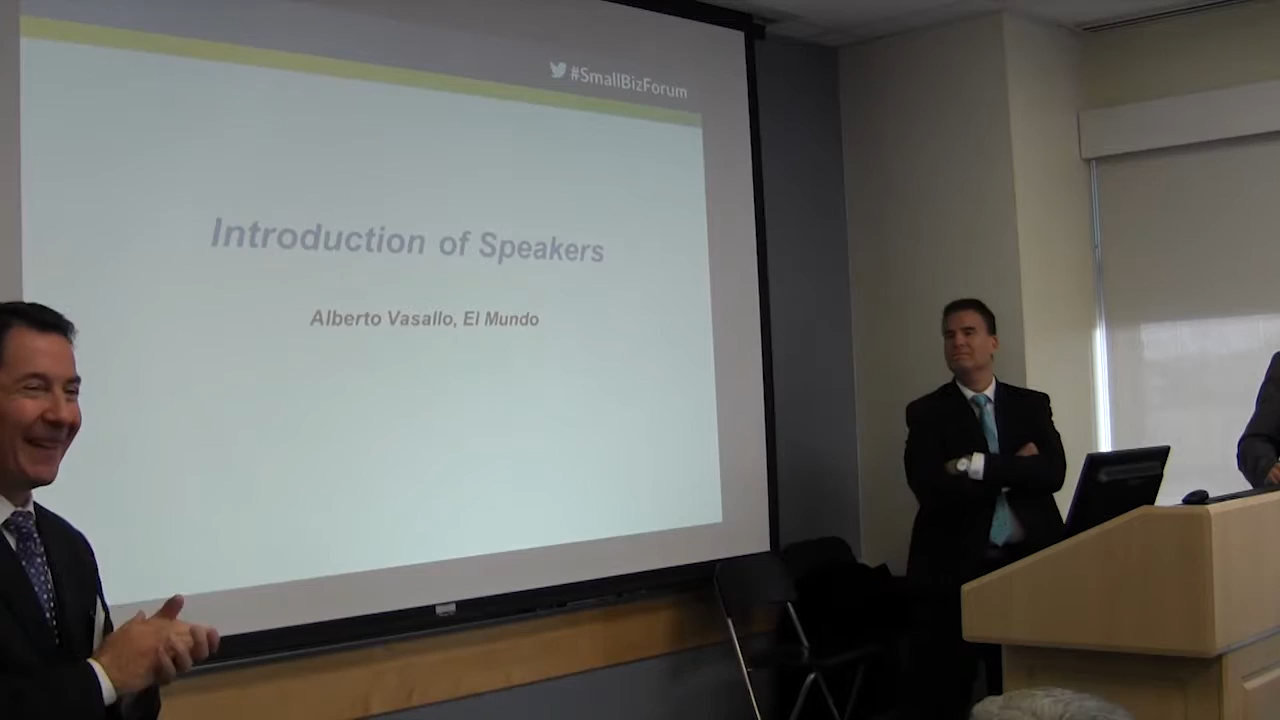 #SmallBizForum
Introduction of Speakers
Alberto Vasallo, El Mundo